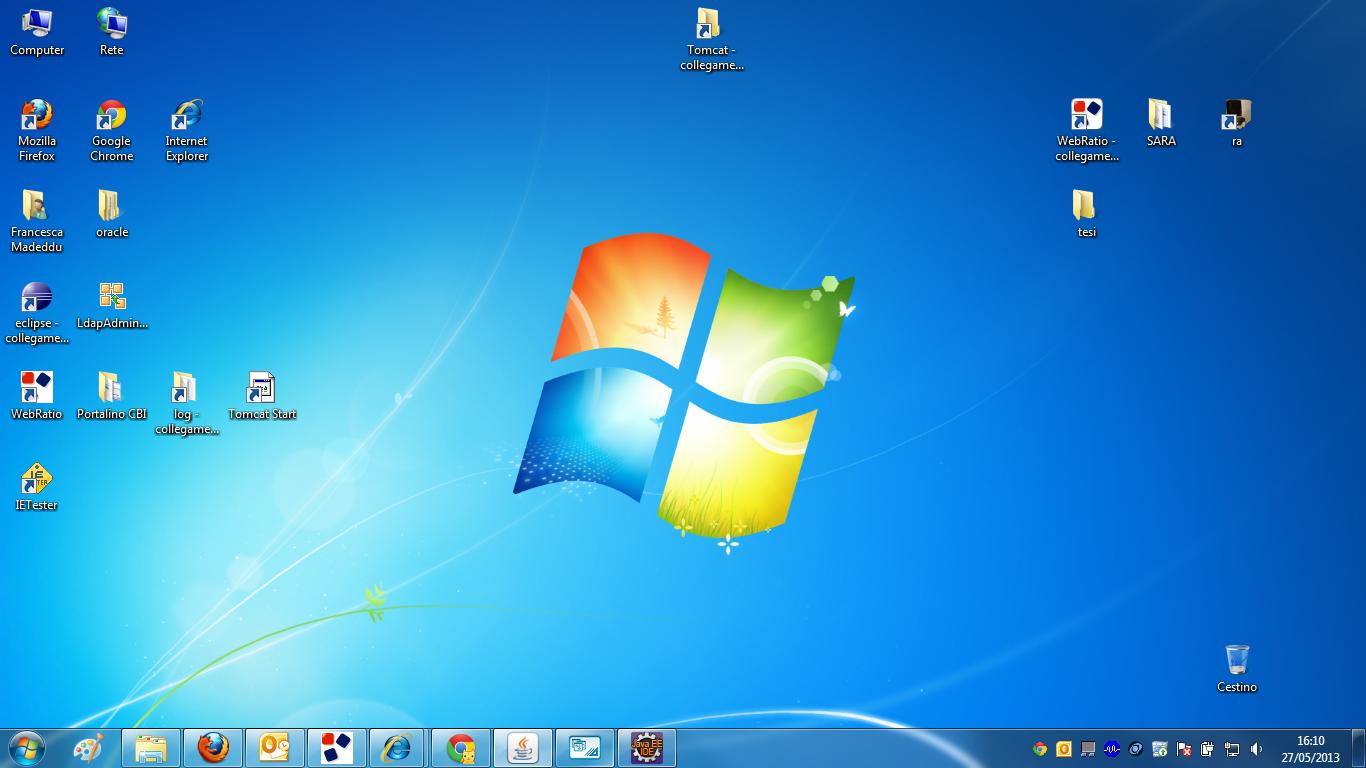 Computer
Rete
Tomcat -
collegame...
Mozilla
Firefox
Google
Chrome
Internet
Explorer
WebRatio -
collegame...
SARA
ra
Francesca
Madeddu
oracle
tesi
eclipse -
collegame...
LdapAdmin...
WebRatio
Portalino CBI
log -
collegame...
Tomcat Start
IETester
Cestino
Java EE
IDE
16:10
27/05/2013